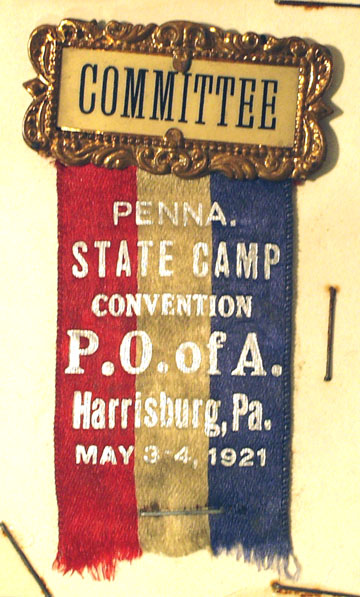 COMMITTEE
PENNA.
STATE CAMP
CONVENTION
P.O. of A.
Harrisburg, Pa.
MAY 3-4, 1921